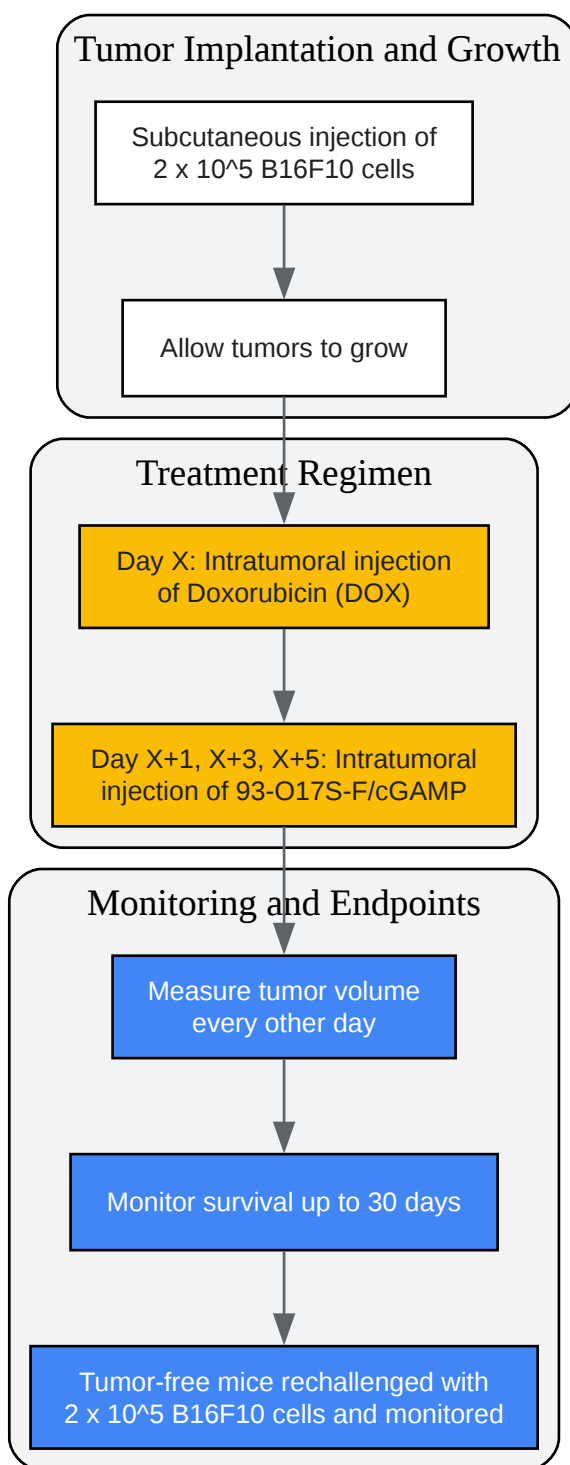 Tumor Implantation and Growth
Subcutaneous injection of
2 x 10^5 B16F10 cells
Allow tumors to grow
Treatment Regimen
Day X: Intratumoral injection
of Doxorubicin (DOX)
Day X+1, X+3, X+5: Intratumoral
injection of 93-O17S-F/cGAMP
Monitoring and Endpoints
Measure tumor volume
every other day
Monitor survival up to 30 days
Tumor-free mice rechallenged with
2 x 10^5 B16F10 cells and monitored